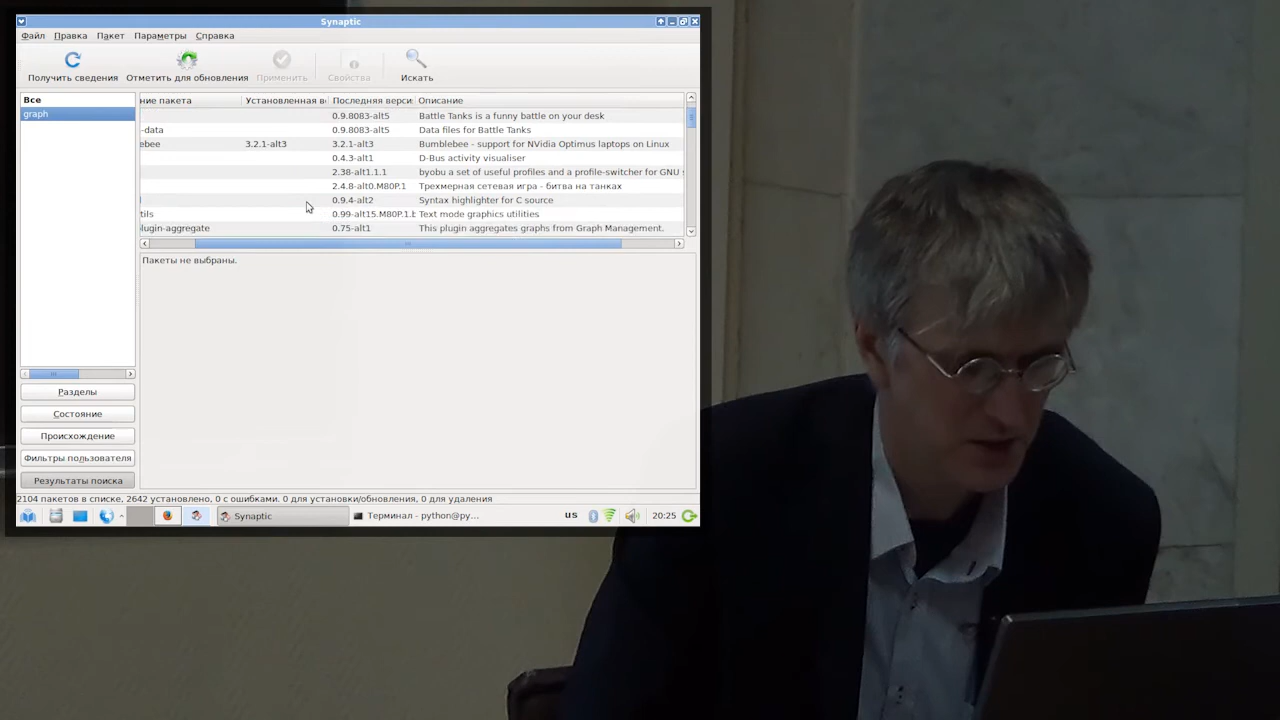 Synaptic
Файл Правка Пакет Параметры Справка
Получить сведения Отметить для обновления Применить Свойства Искать
Все
graph
ние пакета Установленная в Последняя верси Описание
0.9.8083-alt5 Battle Tanks is a funny battle on your desk
-data 0.9.8083-alt5 Data files for Battle Tanks
ebee 3.2.1-alt3 3.2.1-alt3 Bumblebee - support for NVidia Optimus laptops on Linux
0.4.3-alt1 D-Bus activity visualiser
2.38-alt1.1.1 byobu a set of useful profiles and a profile-switcher for GNU
2.4.8-alt0.M80P.1 Трехмерная сетевая игра - битва на танках
0.9.4-alt2 Syntax highlighter for C source
tils 0.99-alt15.M80P.1.b Text mode graphics utilities
lugin-aggregate 0.75-alt1 This plugin aggregates graphs from Graph Management.
Пакеты не выбраны.
Разделы
Состояние
Происхождение
Фильтры пользователя
Результаты поиска
2104 пакетов в списке, 2642 установлено, 0 с ошибками. 0 для установки/обновления, 0 для удаления
Synaptic Терминал - python@py... us 20:25